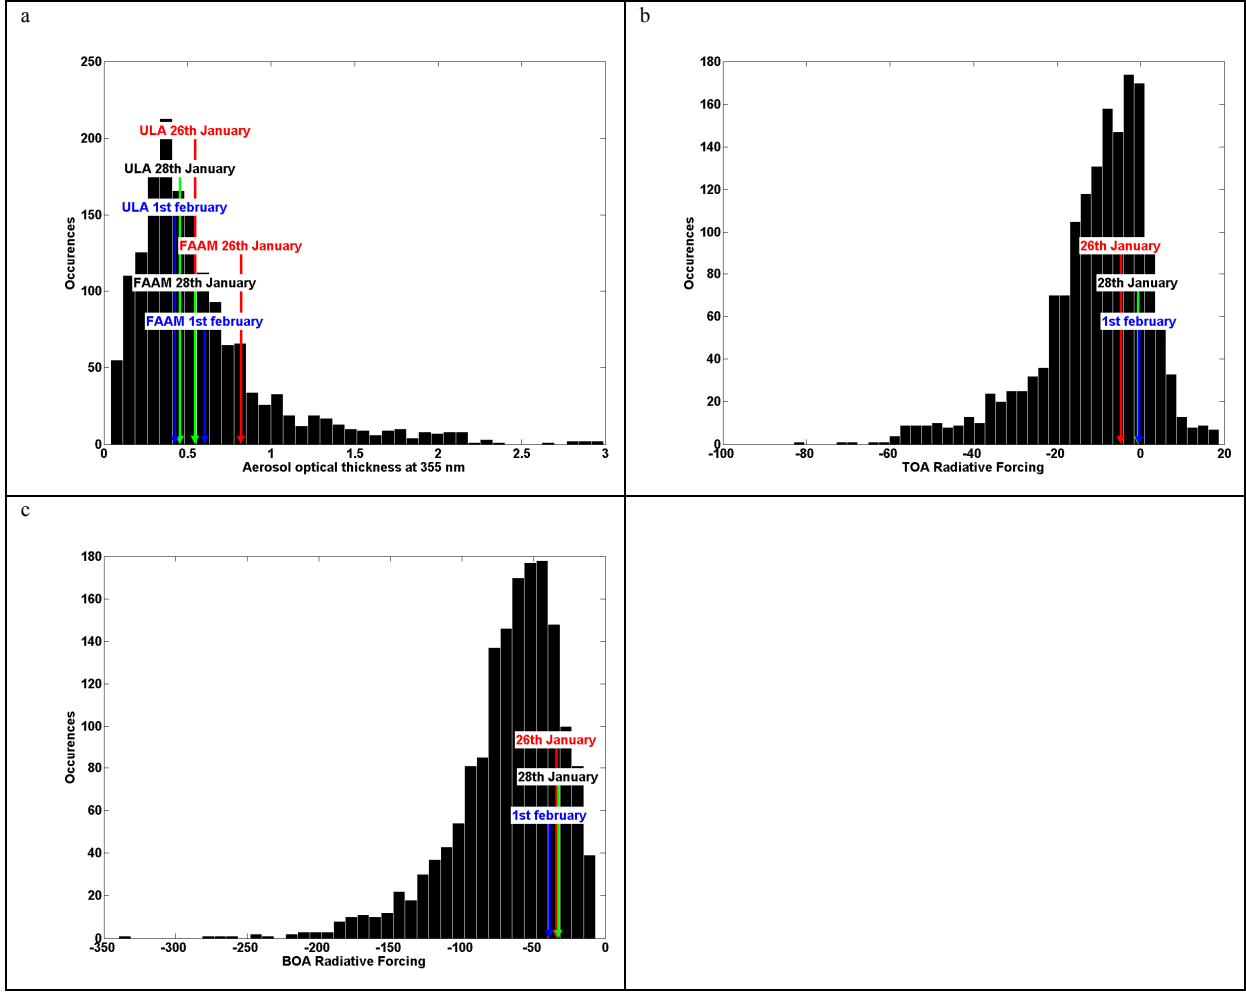 a
250
200
150
100
50
0
Occurences
ULA 26th January
ULA 28th January
ULA 1st february
FAAM 26th January
FAAM 28th January
FAAM 1st february
0 0.5 1 1.5 2 2.5 3
Aerosol optical thickness at 355 nm
b
180
160
140
120
100
80
60
40
20
0
Occurences
26th January
28th January
1st february
-100 -80 -60 -40 -20 0 20
TOA Radiative Forcing
c
180
160
140
120
100
80
60
40
20
0
Occurences
26th January
28th January
1st february
-350 -300 -250 -200 -150 -100 -50 0
BOA Radiative Forcing